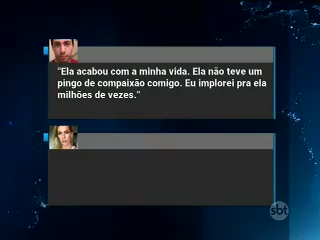 "Ela acabou com a minha vida. Ela não teve um
pingo de compaixão comigo. Eu implorei pra ela
milhões de vezes."
sbt